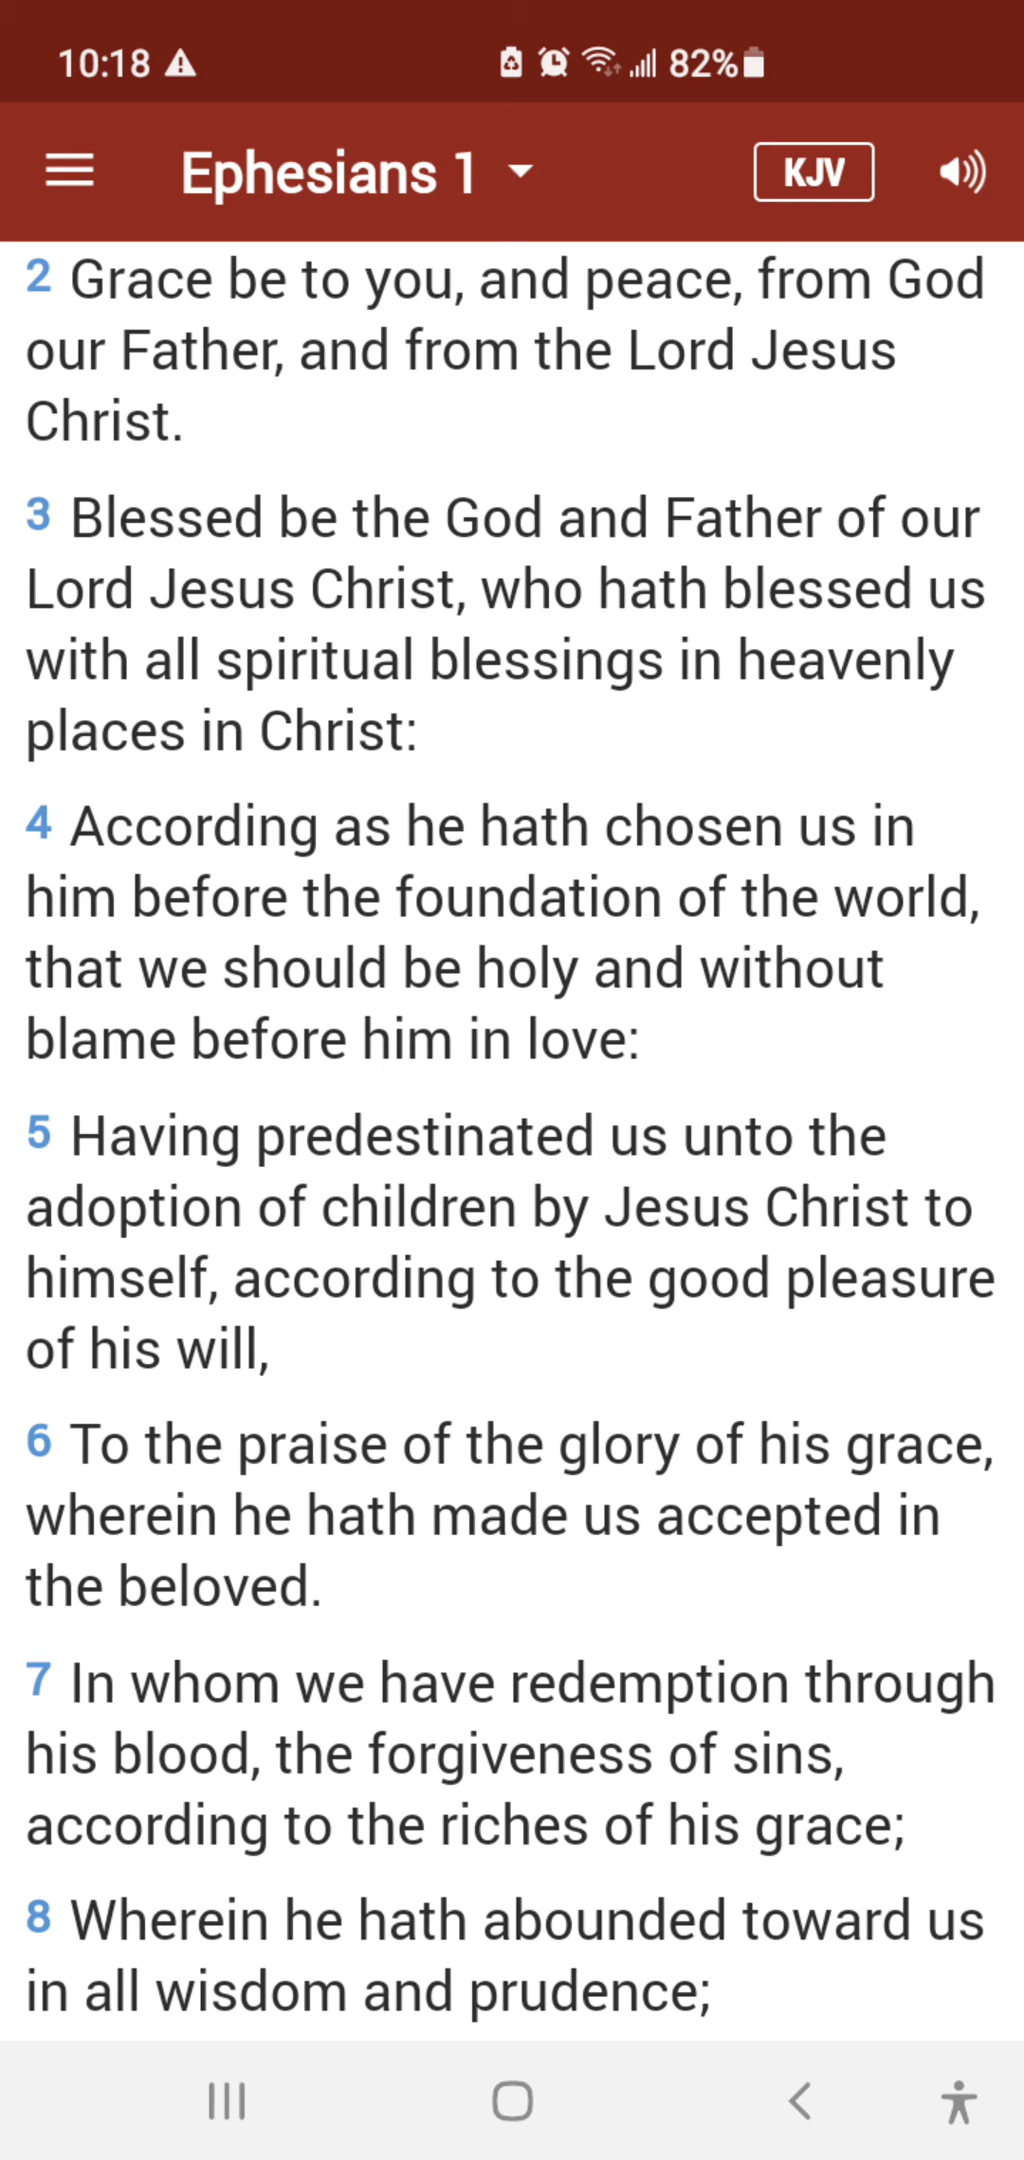 10:18 82%
Ephesians 1 KJV
2 Grace be to you, and peace, from God
our Father, and from the Lord Jesus
Christ.
3 Blessed be the God and Father of our
Lord Jesus Christ, who hath blessed us
with all spiritual blessings in heavenly
places in Christ:
4 According as he hath chosen us in
him before the foundation of the world,
that we should be holy and without
blame before him in love:
5 Having predestinated us unto the
adoption of children by Jesus Christ to
himself, according to the good pleasure
of his will,
6 To the praise of the glory of his grace,
wherein he hath made us accepted in
the beloved.
7 In whom we have redemption through
his blood, the forgiveness of sins,
according to the riches of his grace;
8 Wherein he hath abounded toward us
in all wisdom and prudence;